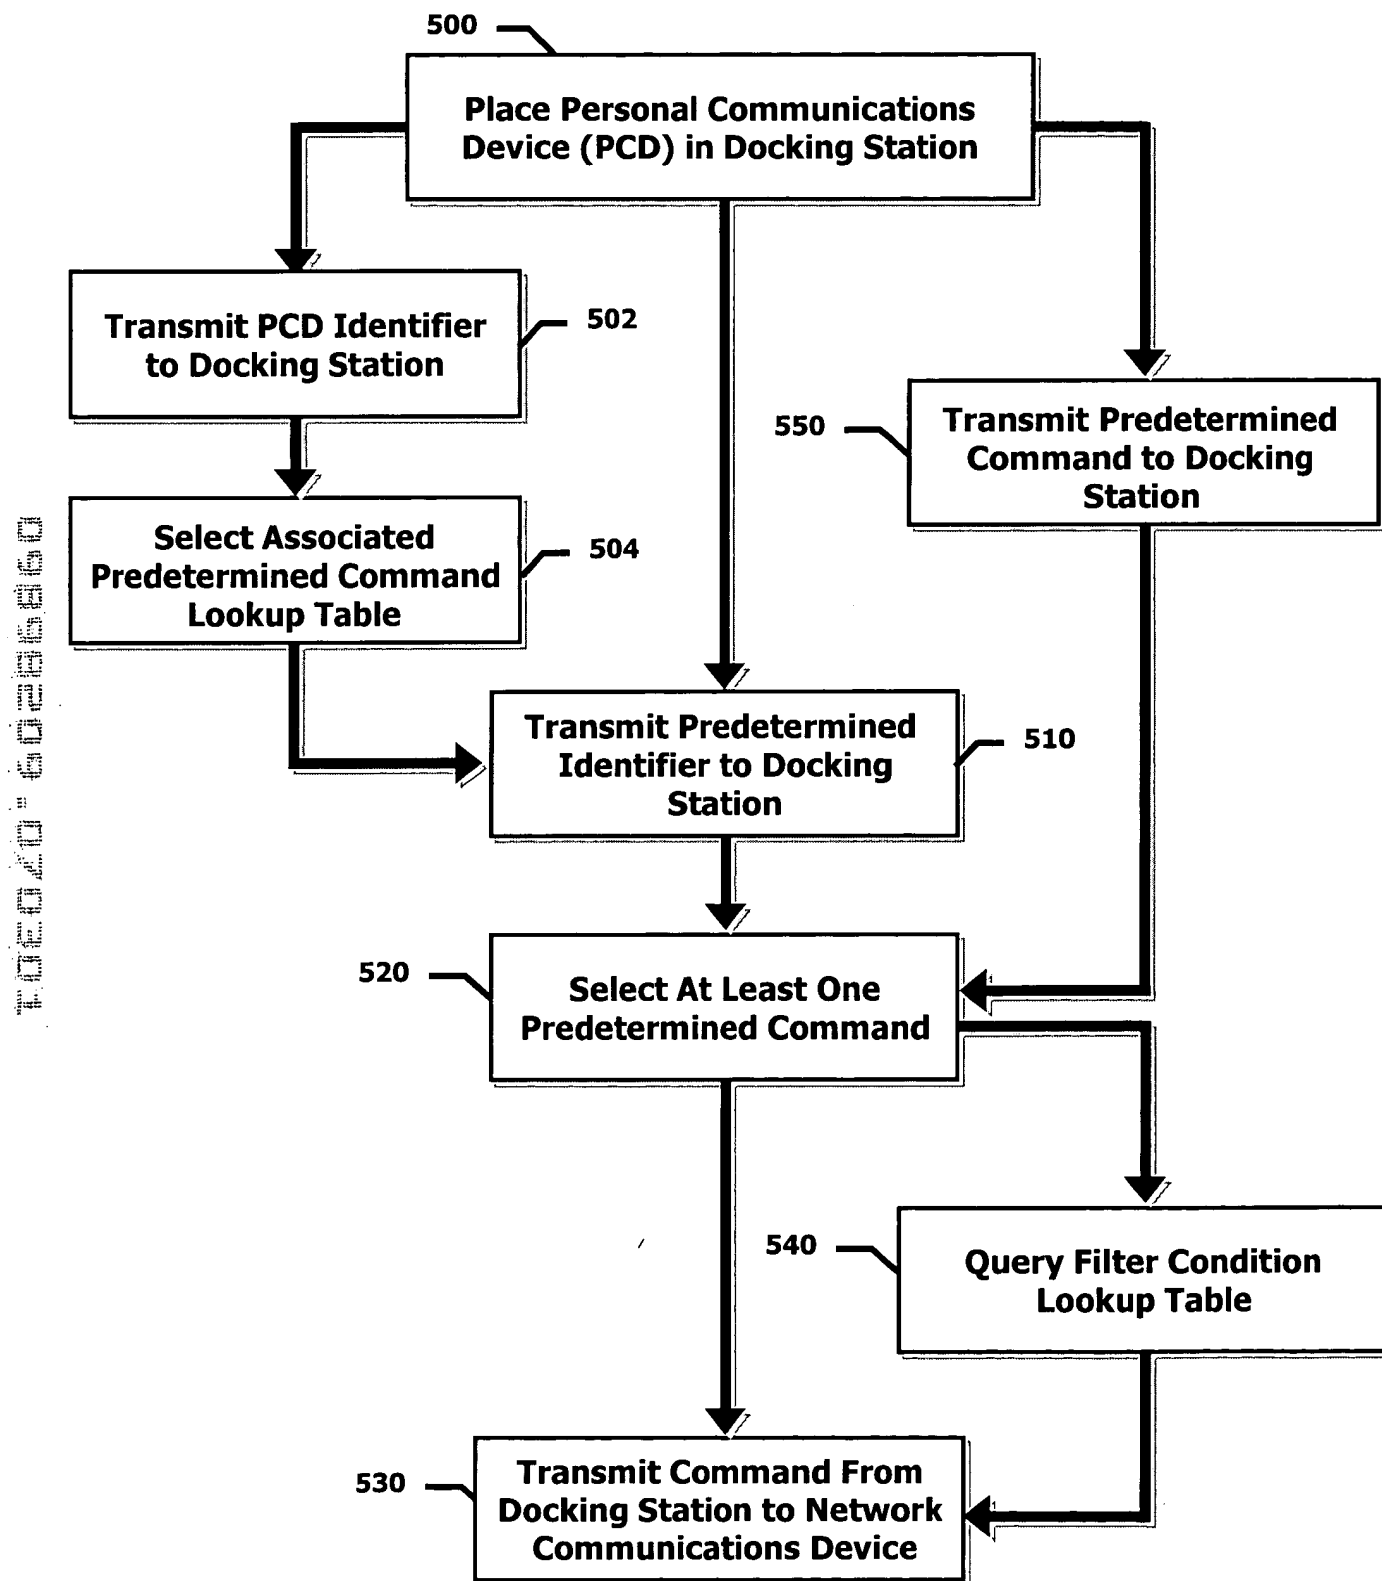 500
Place Personal Communications
Device (PCD) in Docking Station
Transmit PCD Identifier
to Docking Station
502
550
Transmit Predetermined
Command to Docking
Station
Select Associated
Predetermined Command
Lookup Table
504
Transmit Predetermined
Identifier to Docking
Station
510
520
Select At Least One
Predetermined Command
540
Query Filter Condition
Lookup Table
530
Transmit Command From
Docking Station to Network
Communications Device